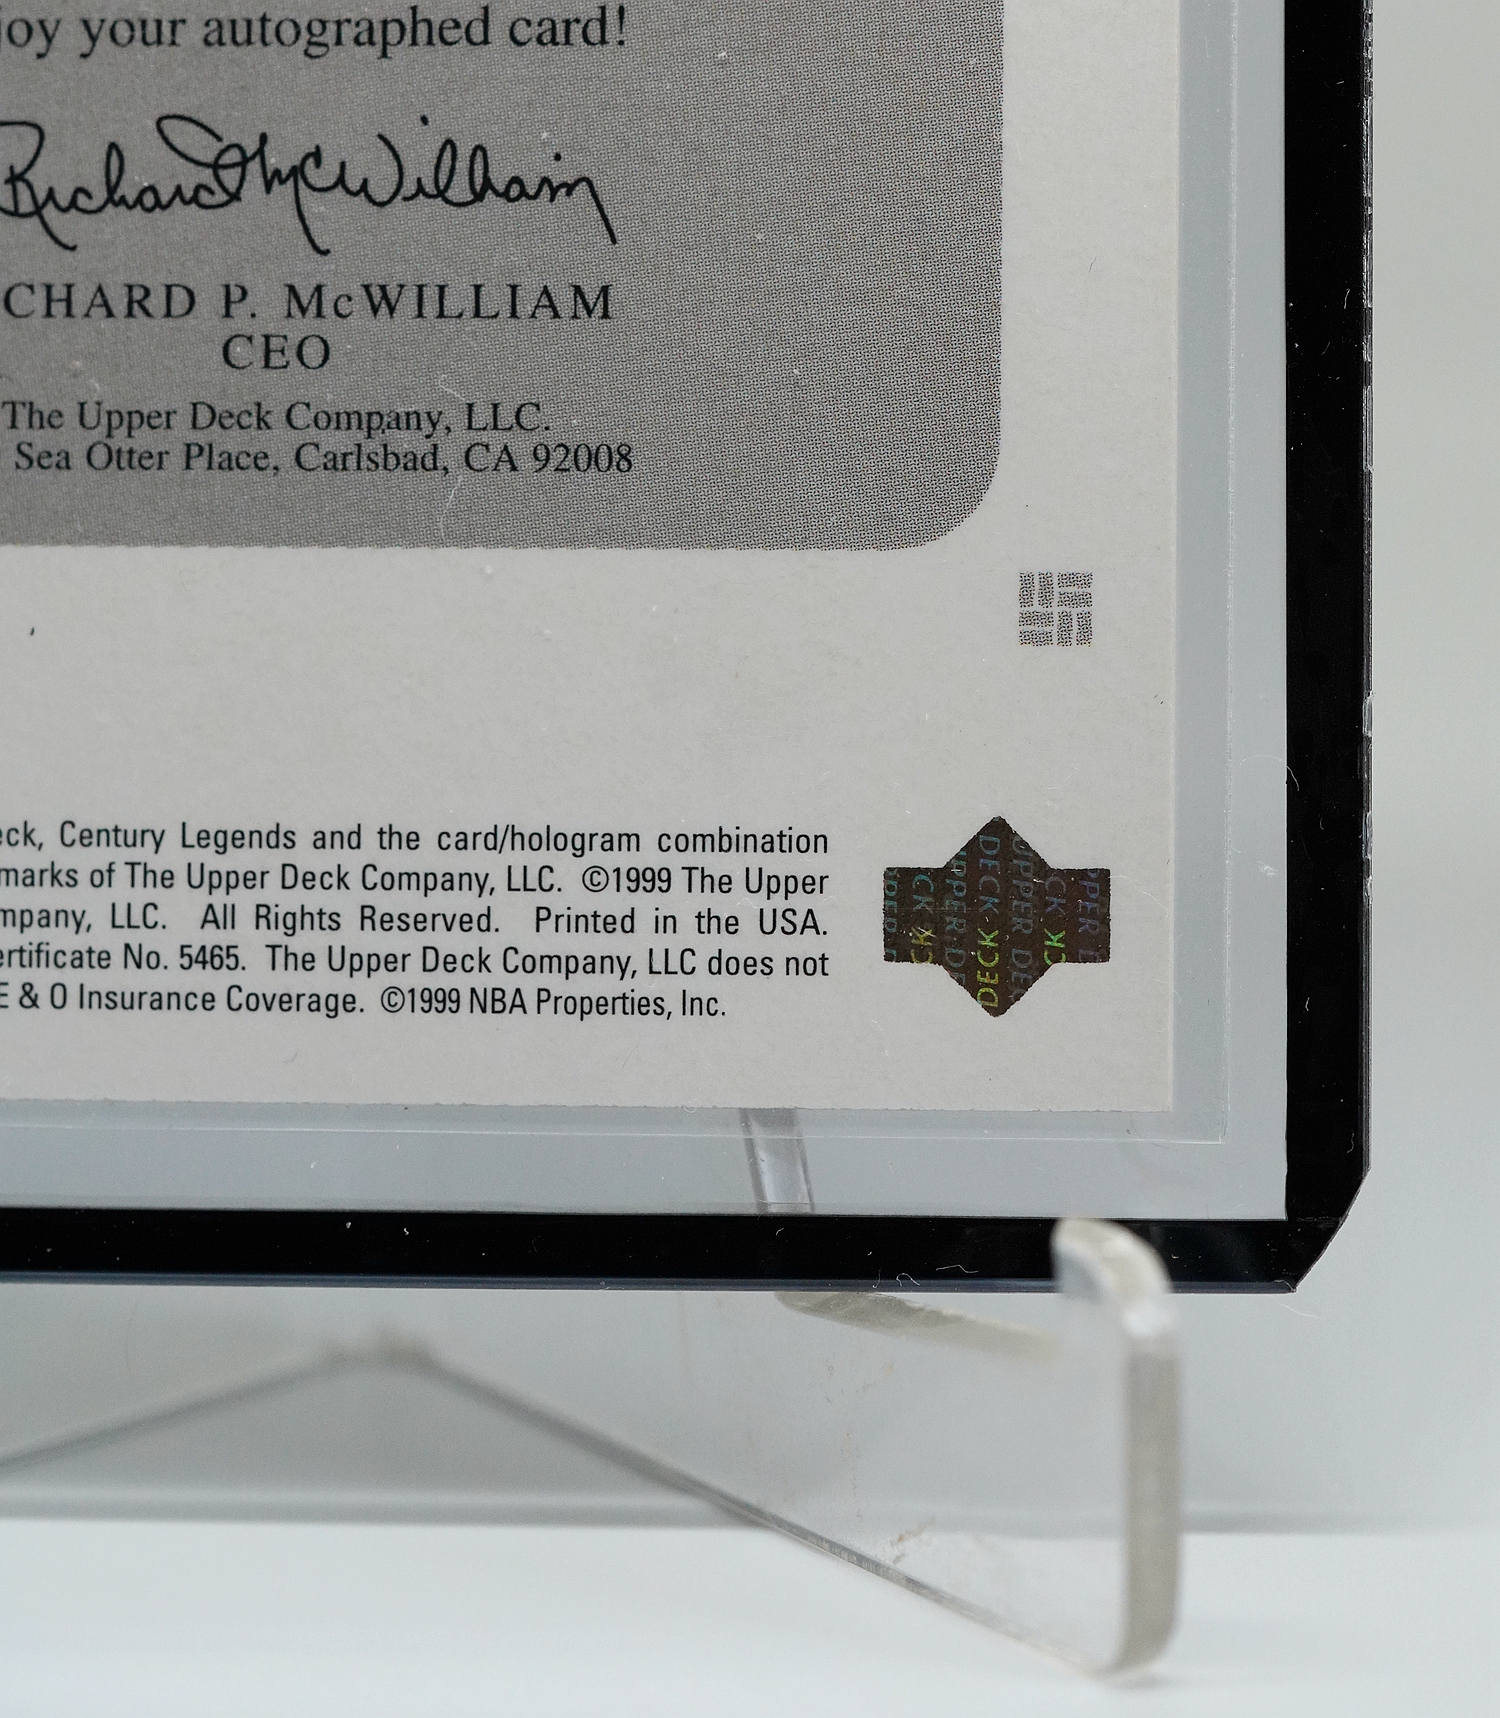 joy your autographed card!
Richard McWilliam
CHARD P. McWILLIAM
CEO
The Upper Deck Company, LLC.
Sea Otter Place, Carlsbad, CA 92008
eck, Century Legends and the card/hologram combination
marks of The Upper Deck Company, LLC. ©1999 The Upper
mpany, LLC. All Rights Reserved. Printed in the USA.
ertificate No. 5465. The Upper Deck Company, LLC does not
E & O Insurance Coverage. ©1999 NBA Properties, Inc.
UPPER DECK